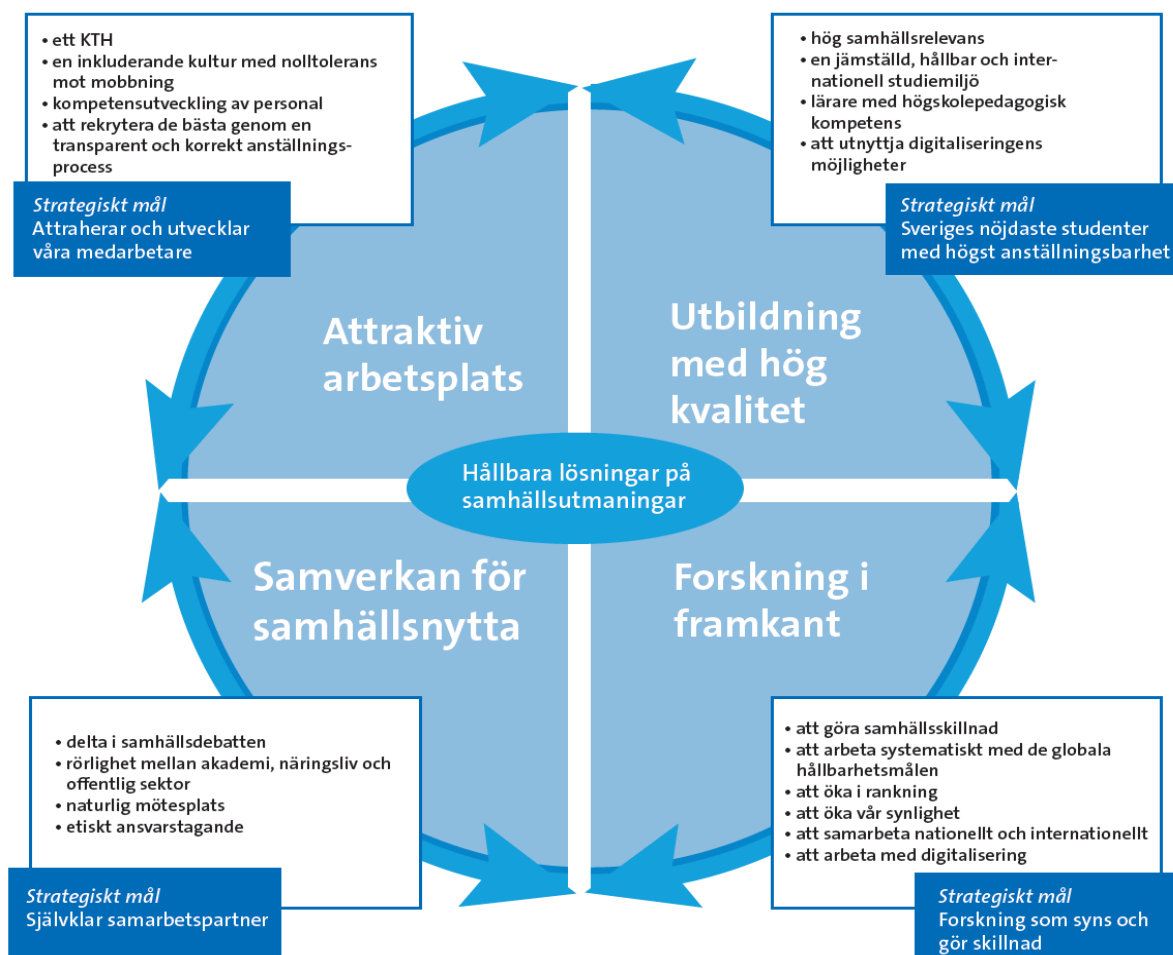 • ett KTH
• en inkluderande kultur med nolltolerans
mot mobbning
• kompetensutveckling av personal
• att rekrytera de bästa genom en
transparent och korrekt anställnings-
process
Strategiskt mål
Attraherar och utvecklar
våra medarbetare
• hög samhällsrelevans
• en jämställd, hållbar och inter-
nationell studiemiljö
• lärare med högskolepedagogisk
kompetens
• att utnyttja digitaliseringens
möjligheter
Strategiskt mål
Sveriges nöjdaste studenter
med högst anställningsbarhet
Attraktiv
arbetsplats
Utbildning
med hög
kvalitet
Hållbara lösningar på
samhällsutmaningar
Samverkan för
samhällsnytta
Forskning i
framkant
• delta i samhällsdebatten
• rörlighet mellan akademi, näringsliv och
offentlig sektor
• naturlig mötesplats
• etiskt ansvarstagande
Strategiskt mål
Självklar samarbetspartner
• att göra samhällsskillnad
• att arbeta systematiskt med de globala
hållbarhetsmålen
• att öka i rankning
• att öka vår synlighet
• att samarbeta nationellt och internationellt
• att arbeta med digitalisering
Strategiskt mål
Forskning som syns och
gör skillnad